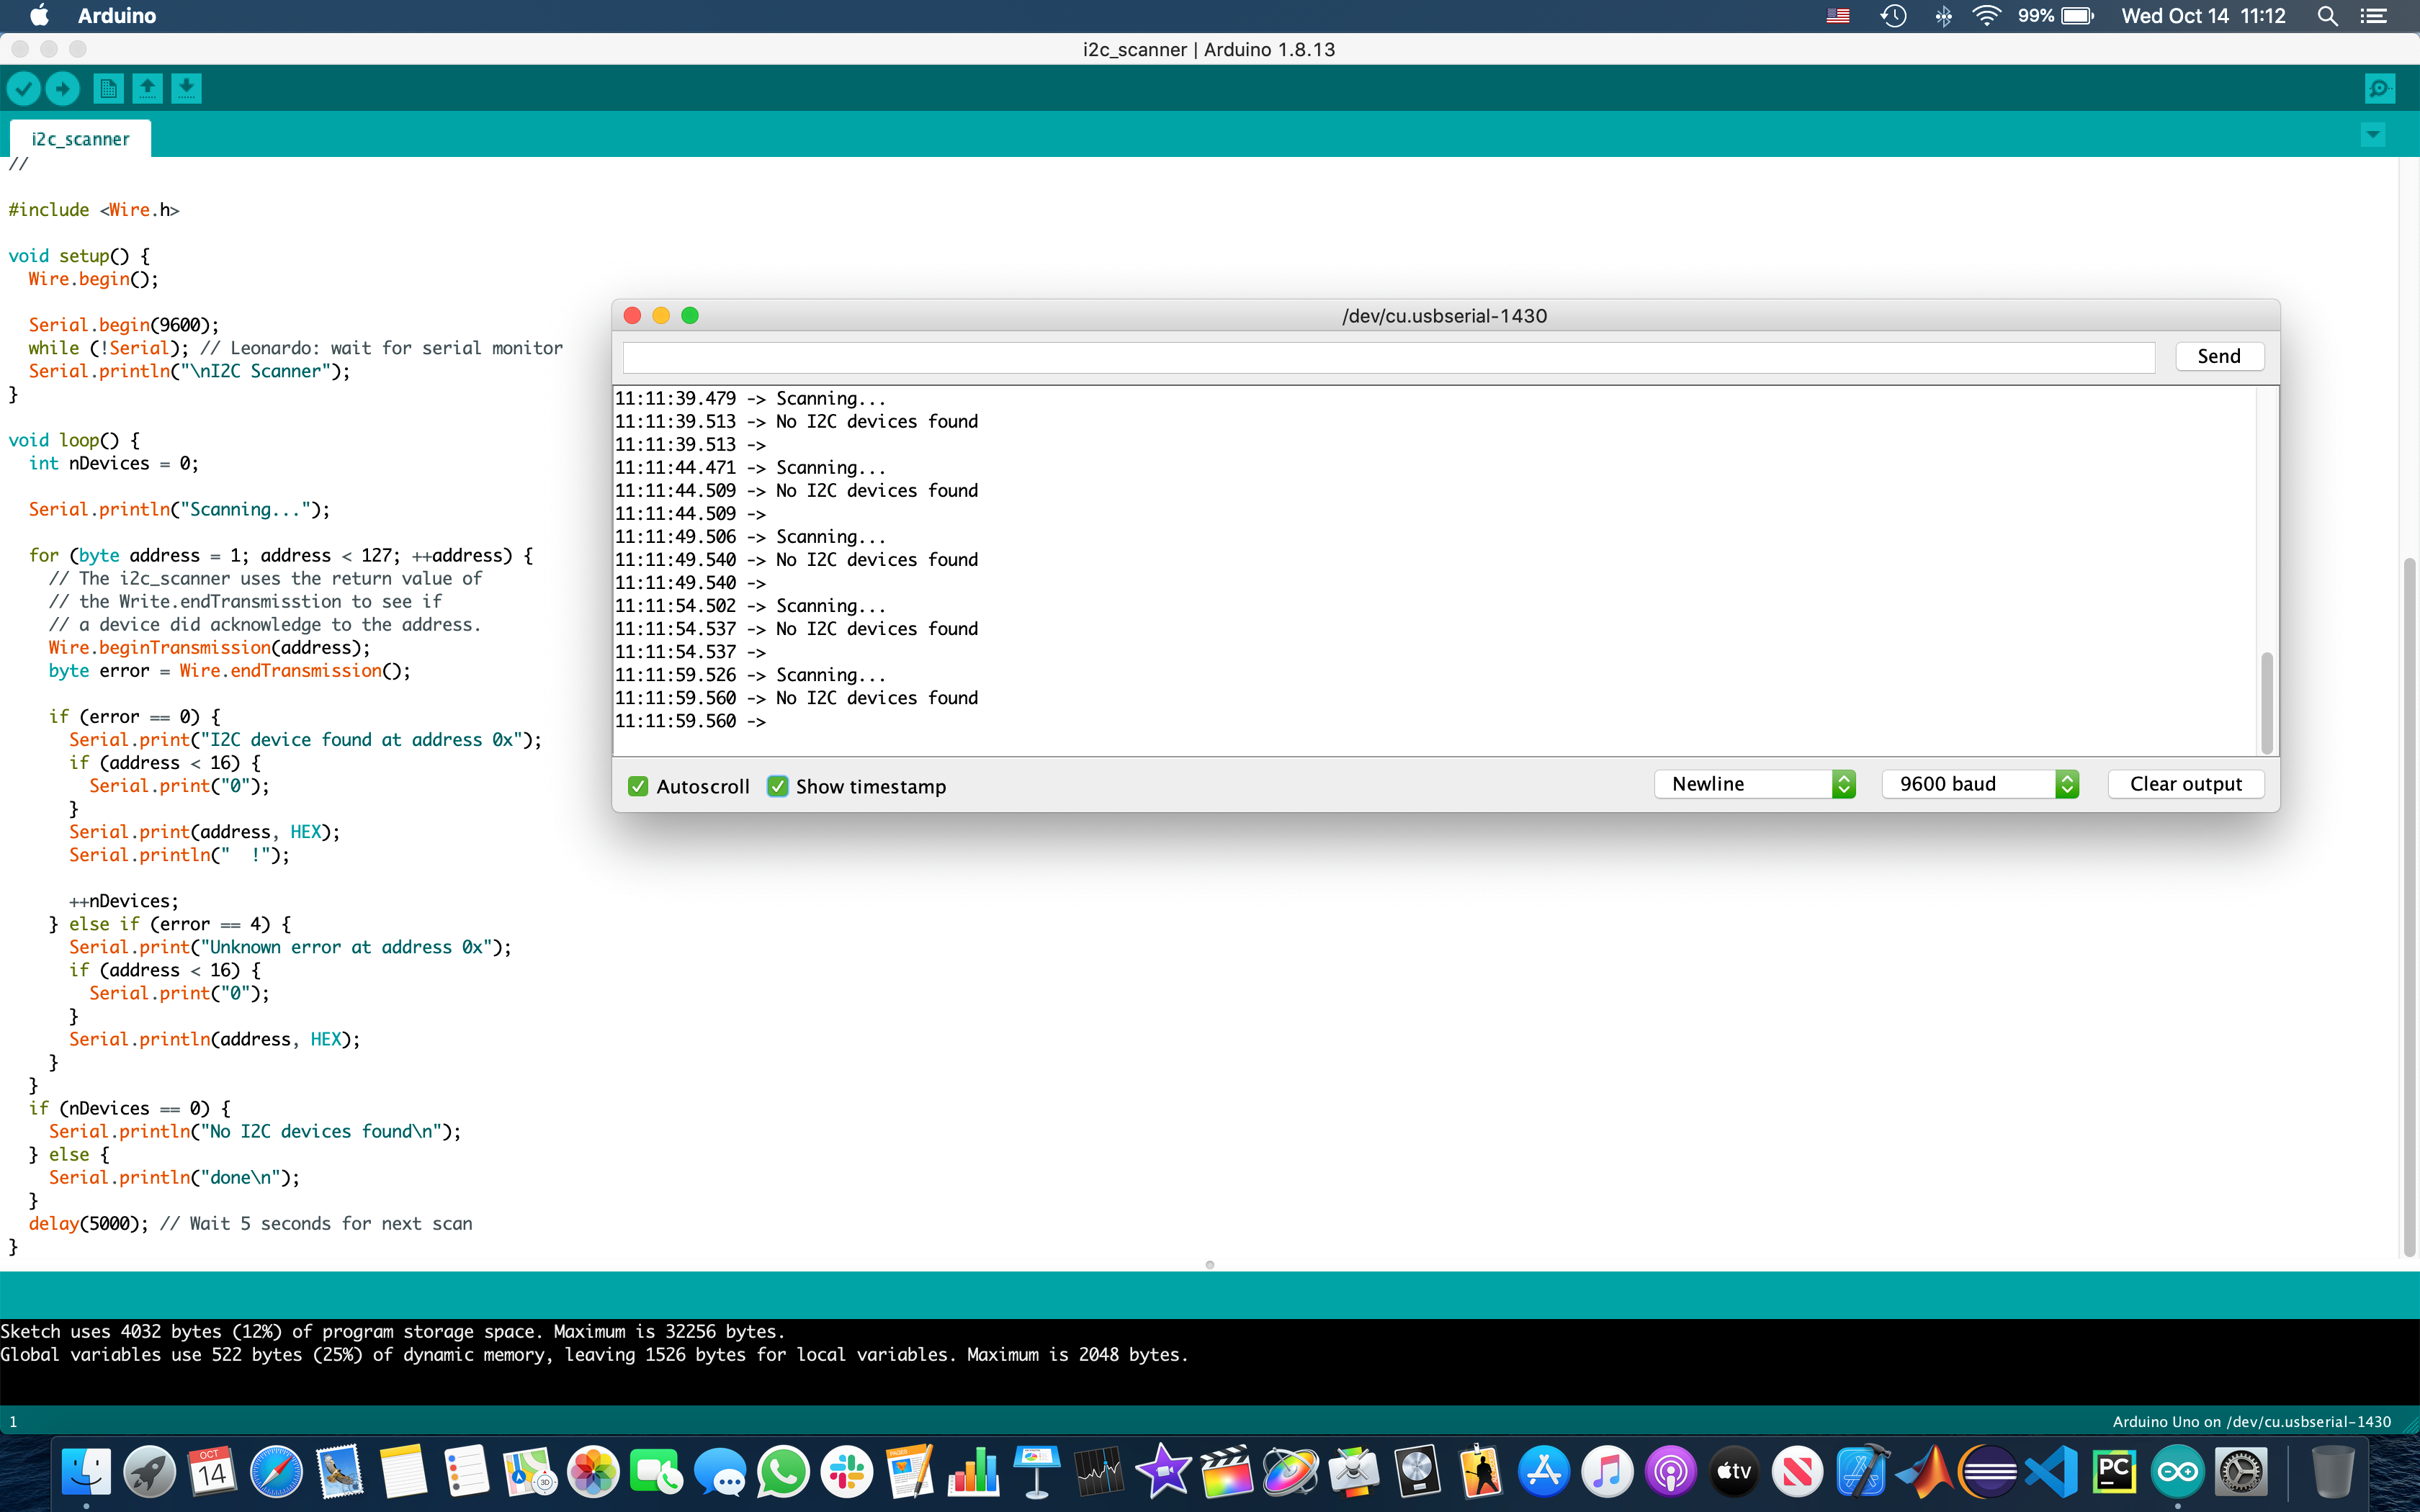 Arduino
99%
Wed Oct 14 11:12
i2c_scanner | Arduino 1.8.13
i2c_scanner
//
#include <Wire.h>
void setup() {
Wire.begin();
Serial.begin(9600);
while (!Serial); // Leonardo: wait for serial monitor
Serial.println("\nI2C Scanner");
}
void loop() {
int nDevices = 0;
Serial.println("Scanning...");
for (byte address = 1; address < 127; ++address) {
// The i2c_scanner uses the return value of
// the Write.endTransmisstion to see if
// a device did acknowledge to the address.
Wire.beginTransmission(address);
byte error = Wire.endTransmission();
if (error == 0) {
Serial.print("I2C device found at address 0x");
if (address < 16) {
Serial.print("0");
}
Serial.print(address, HEX);
Serial.println("  !");
++nDevices;
} else if (error == 4) {
Serial.print("Unknown error at address 0x");
if (address < 16) {
Serial.print("0");
}
Serial.println(address, HEX);
}
}
if (nDevices == 0) {
Serial.println("No I2C devices found\n");
} else {
Serial.println("done\n");
}
delay(5000); // Wait 5 seconds for next scan
}
/dev/cu.usbserial-1430
Send
11:11:39.479 -> Scanning...
11:11:39.513 -> No I2C devices found
11:11:39.513 ->
11:11:44.471 -> Scanning...
11:11:44.509 -> No I2C devices found
11:11:44.509 ->
11:11:49.506 -> Scanning...
11:11:49.540 -> No I2C devices found
11:11:49.540 ->
11:11:54.502 -> Scanning...
11:11:54.537 -> No I2C devices found
11:11:54.537 ->
11:11:59.526 -> Scanning...
11:11:59.560 -> No I2C devices found
11:11:59.560 ->
Autoscroll
Show timestamp
Newline
9600 baud
Clear output
Sketch uses 4032 bytes (12%) of program storage space. Maximum is 32256 bytes.
Global variables use 522 bytes (25%) of dynamic memory, leaving 1526 bytes for local variables. Maximum is 2048 bytes.
1
Arduino Uno on /dev/cu.usbserial-1430
OCT
14
3D
PAGES
tv
PC